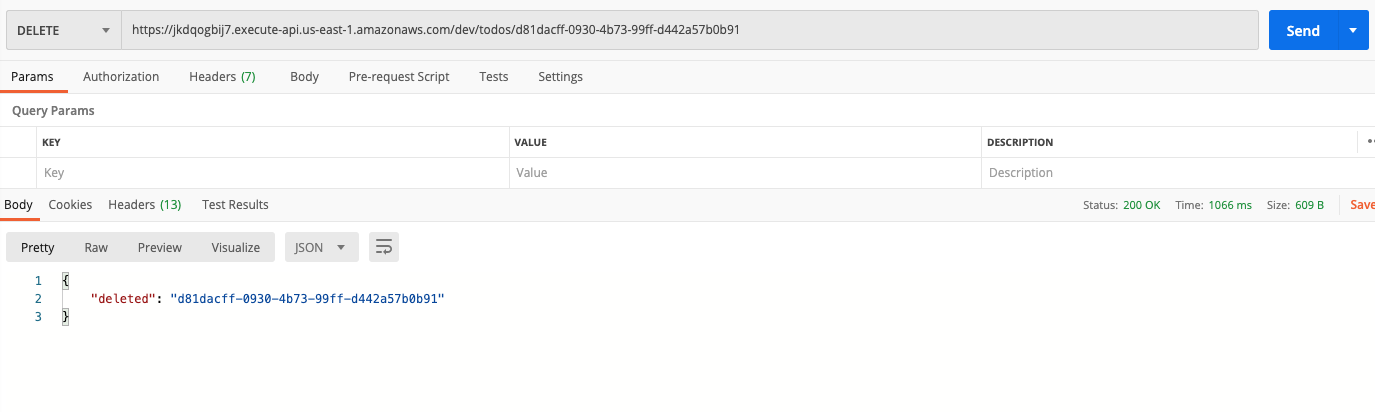 DELETE https://jkdqogbij7.execute-api.us-east-1.amazonaws.com/dev/todos/d81dacff-0930-4b73-99ff-d442a57b0b91 Send
Params Authorization Headers (7) Body Pre-request Script Tests Settings
Query Params
KEY VALUE DESCRIPTION
Key Value Description
Body Cookies Headers (13) Test Results Status: 200 OK Time: 1066 ms Size: 609 B Save
Pretty Raw Preview Visualize JSON
1 {
2 "deleted": "d81dacff-0930-4b73-99ff-d442a57b0b91"
3 }